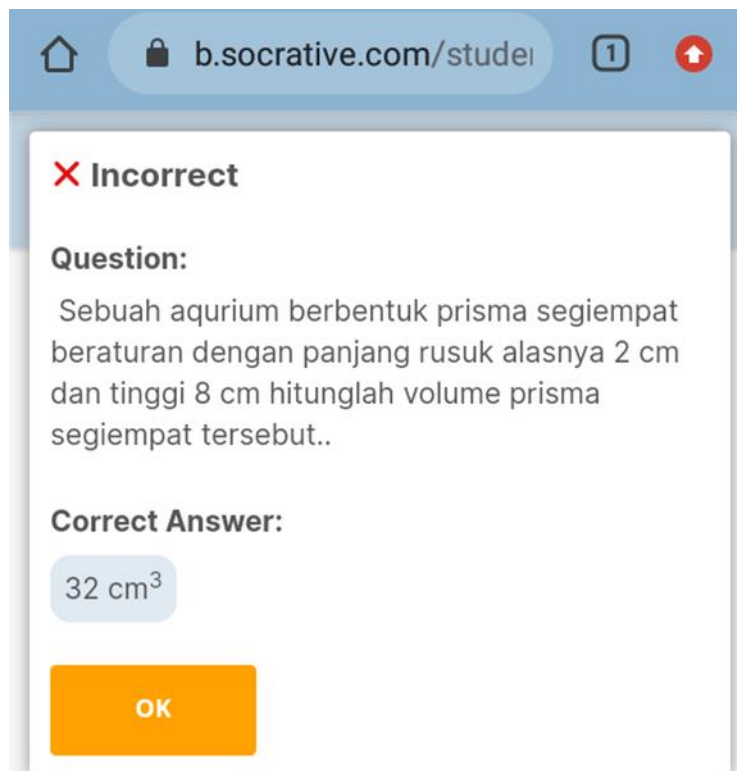 b.socrative.com/studer
1
Incorrect
Question:
Sebuah aqurium berbentuk prisma segiempat
beraturan dengan panjang rusuk alasnya 2 cm
dan tinggi 8 cm hitunglah volume prisma
segiempat tersebut..
Correct Answer:
32 cm³
OK